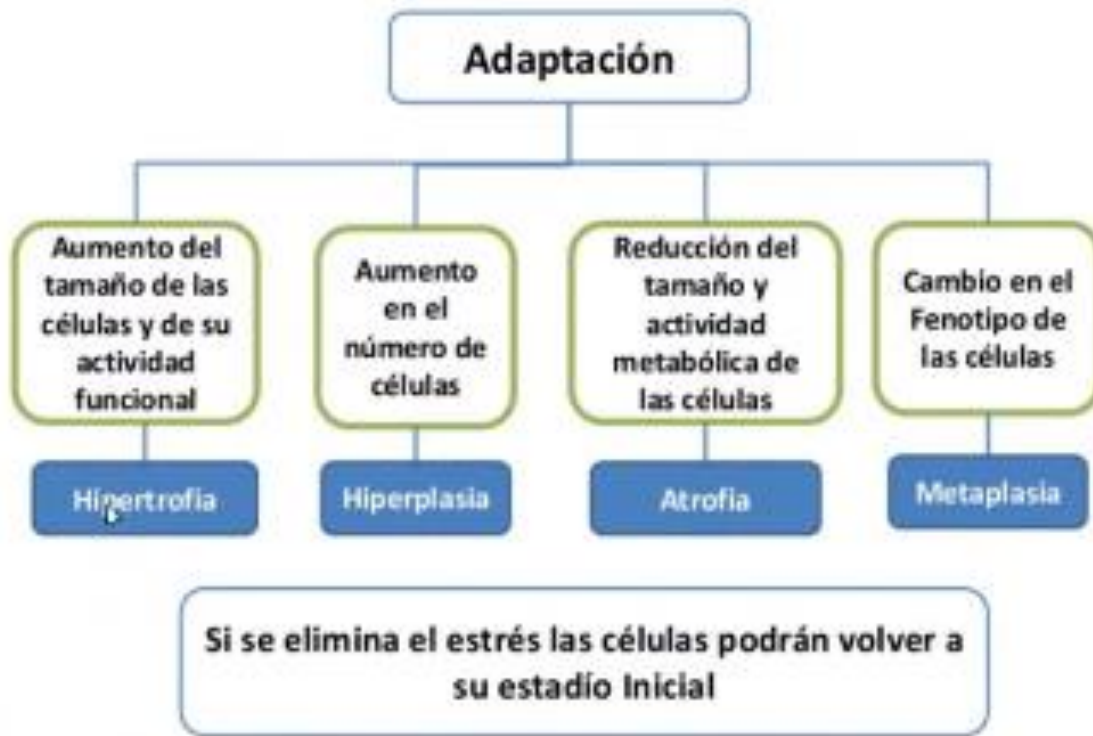 Adaptación
Aumento del
tamaño de las
células y de su
actividad
funcional
Aumento
en el
número de
células
Reducción del
tamaño y
actividad
metabólica de
las células
Cambio en el
Fenotipo de
las células
Hipertrofia
Hiperplasia
Atrofia
Metaplasia
Si se elimina el estrés las células podrán volver a
su estadío Inicial